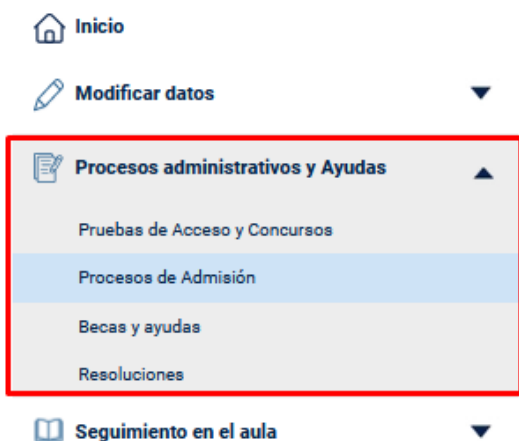 Inicio
Modificar datos
Procesos administrativos y Ayudas
Pruebas de Acceso y Concursos
Procesos de Admisión
Becas y ayudas
Resoluciones
Seguimiento en el aula